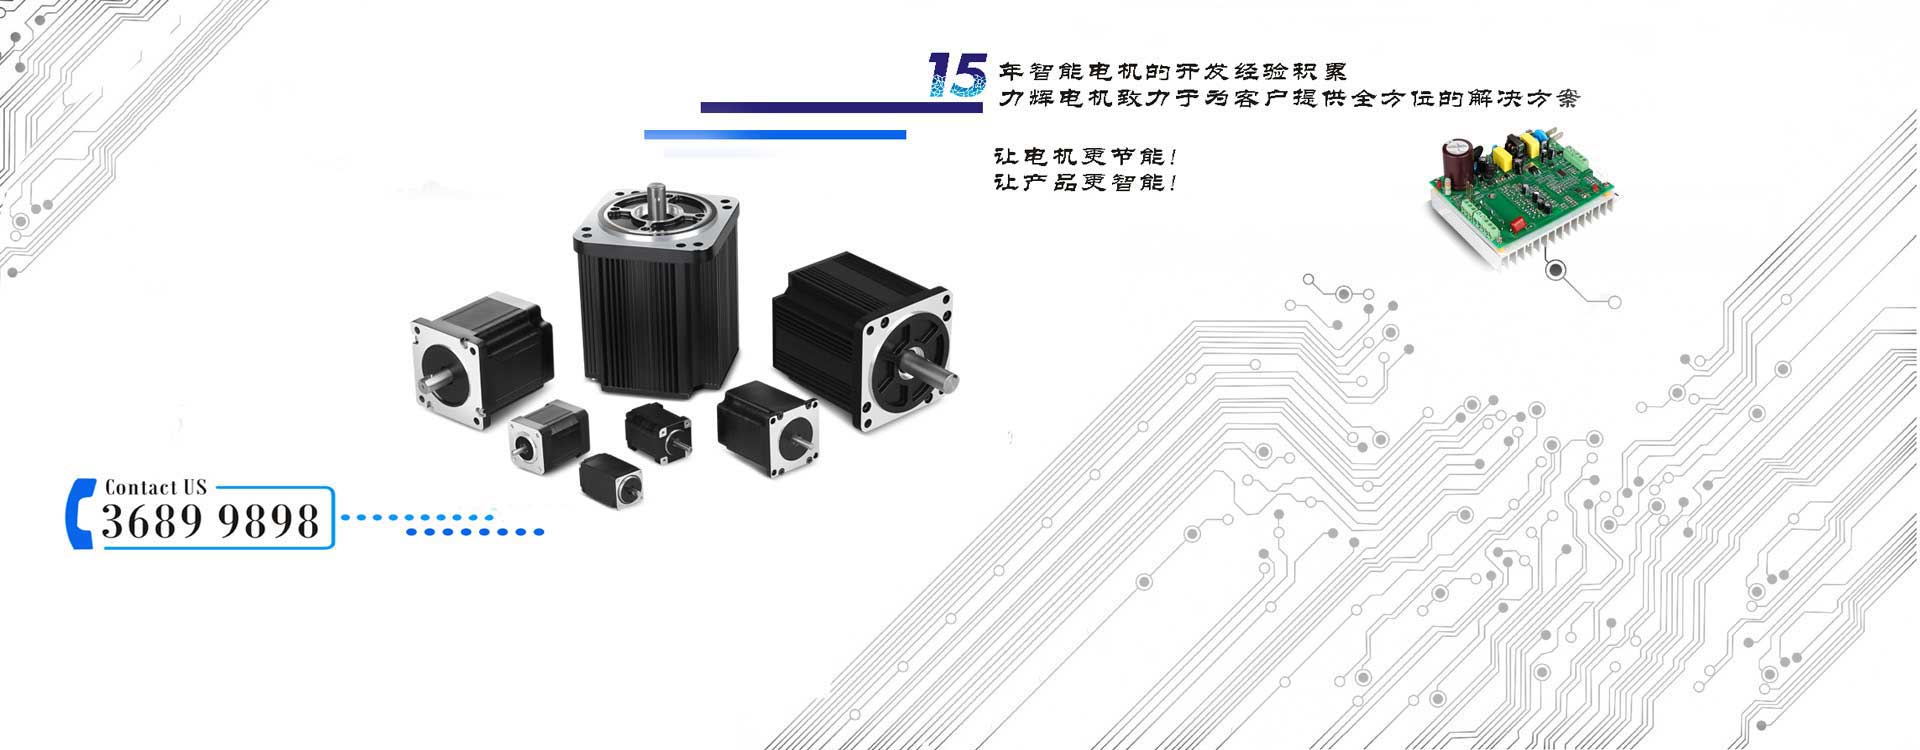 15年智能电机的开发经验积累
力辉电机致力于为客户提供全方位的解决方案
让电机更节能!
让产品更智能!
Contact US
3689 9898